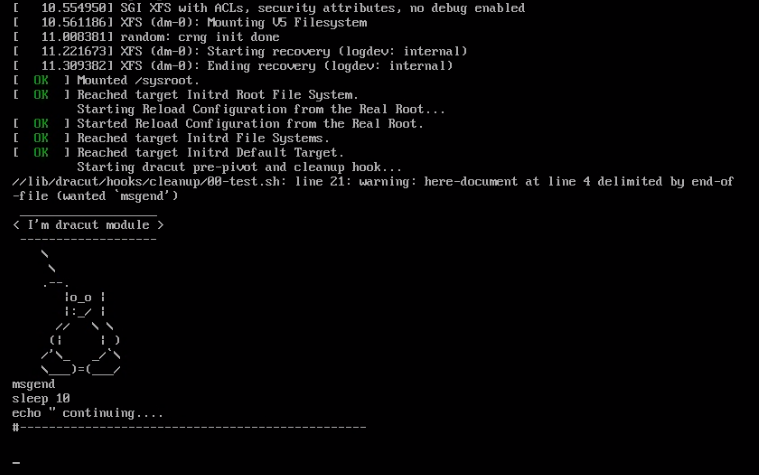 [   10.554950] SGI XFS with ACLs, security attributes, no debug enabled
[   10.561186] XFS (dm-0): Mounting V5 Filesystem
[   11.008381] random: crng init done
[   11.221673] XFS (dm-0): Starting recovery (logdev: internal)
[   11.309382] XFS (dm-0): Ending recovery (logdev: internal)
[  OK  ] Mounted /sysroot.
[  OK  ] Reached target Initrd Root File System.
         Starting Reload Configuration from the Real Root...
[  OK  ] Started Reload Configuration from the Real Root.
[  OK  ] Reached target Initrd File Systems.
[  OK  ] Reached target Initrd Default Target.
         Starting dracut pre-pivot and cleanup hook...
//lib/dracut/hooks/cleanup/00-test.sh: line 21: warning: here-document at line 4 delimited by end-of
-file (wanted `msgend')
 ___________________
< I'm dracut module >
 -------------------
    \
     \
    .--.
       |o_o |
       |:_/ |
      //   \ \
     (|     | )
    /'\_   _/`\
    \___)=(___/
msgend
sleep 10
echo " continuing....
#------------------------------------------------
_